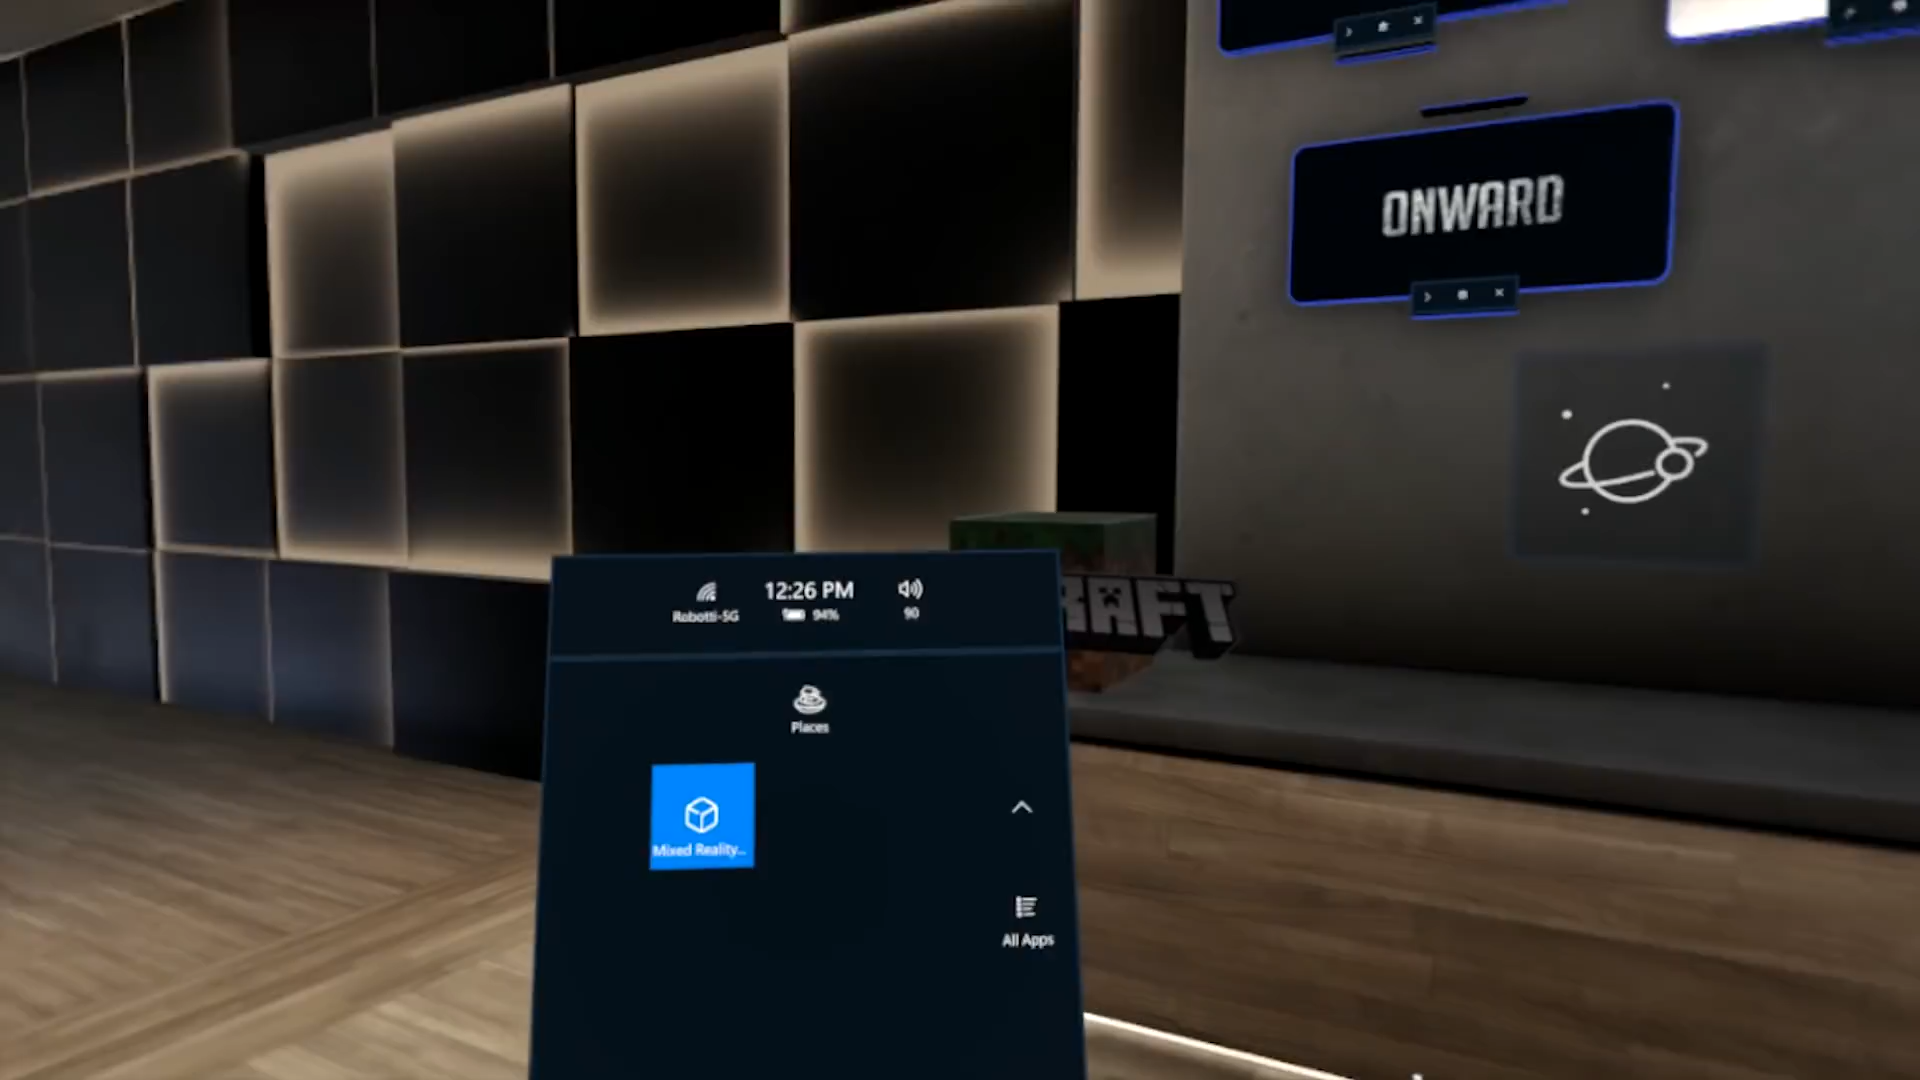 ONWARD
12:26 PM
Robotti-5G
94%
90
RAFT
Places
Mixed Reality...
All Apps